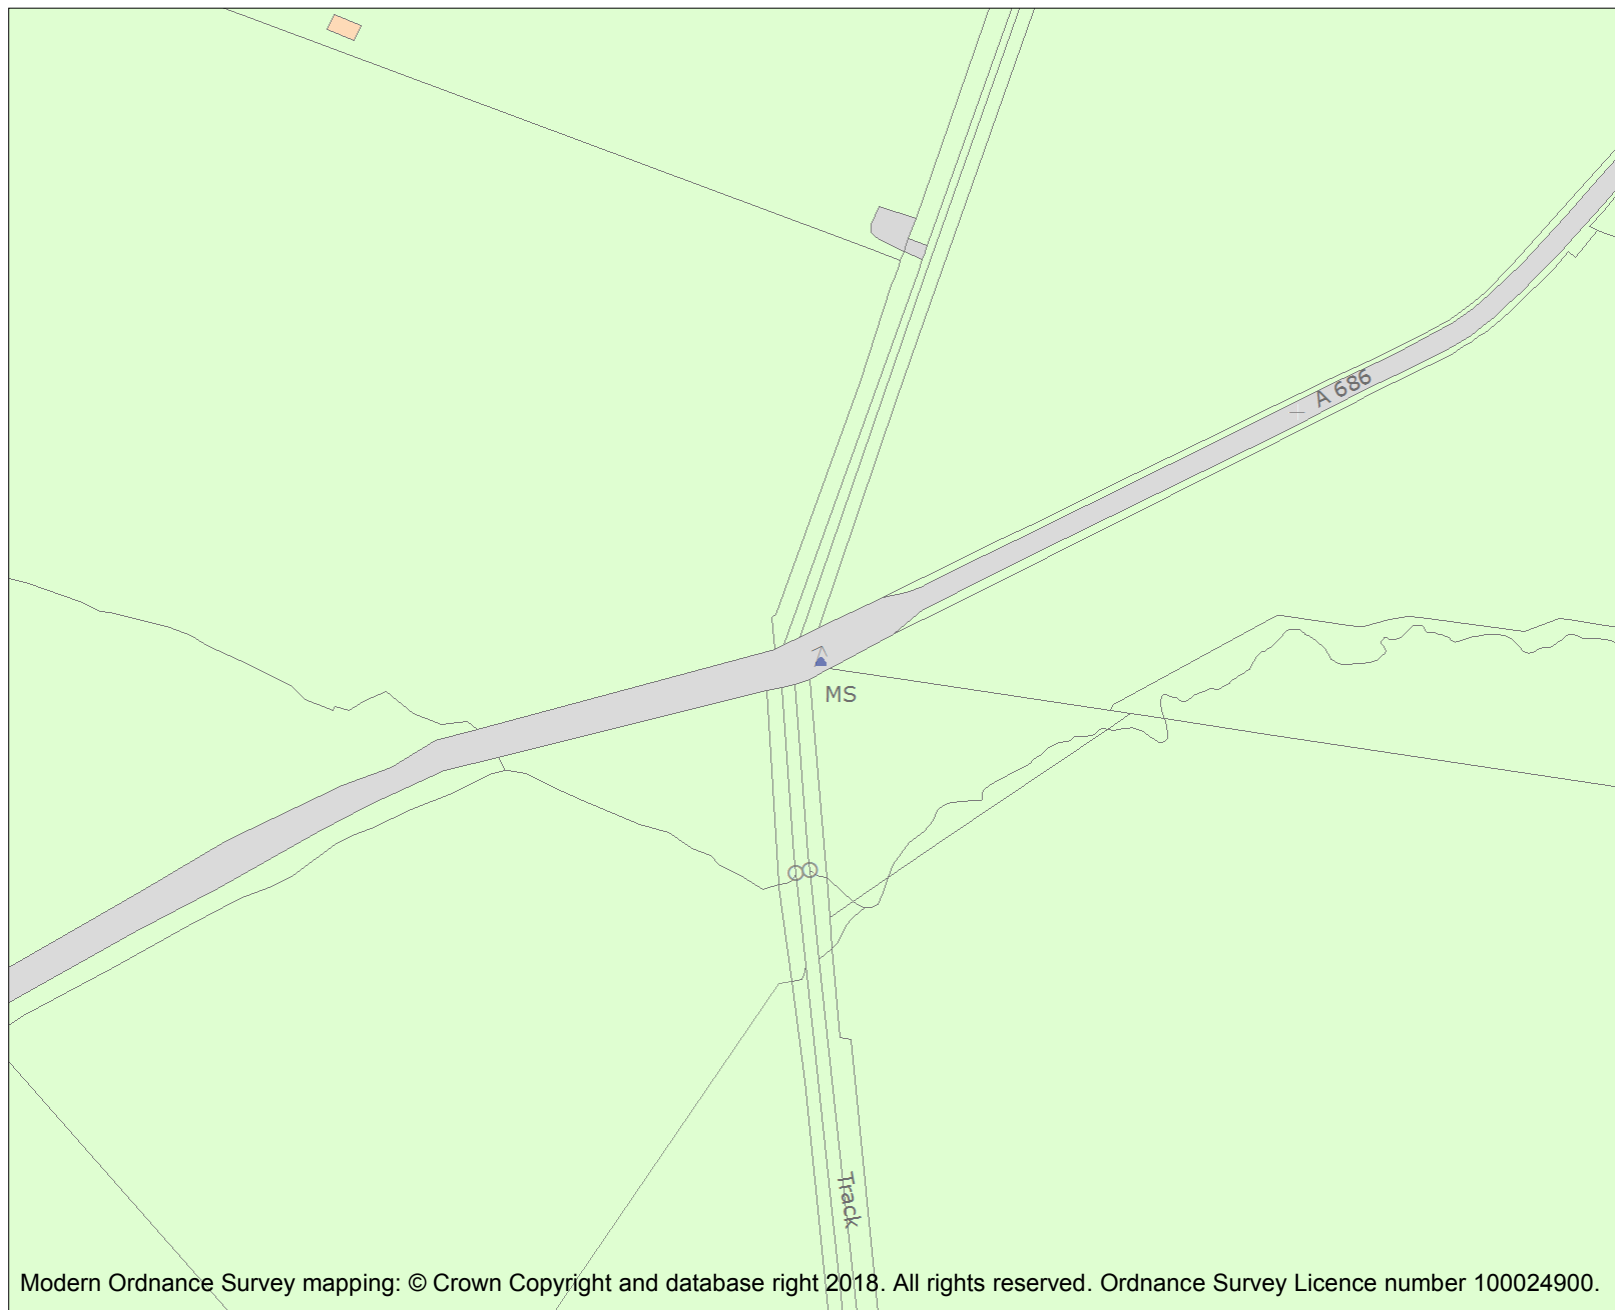 A 686
MS
Track
Modern Ordnance Survey mapping: © Crown Copyright and database right 2018. All rights reserved. Ordnance Survey Licence number 100024900.